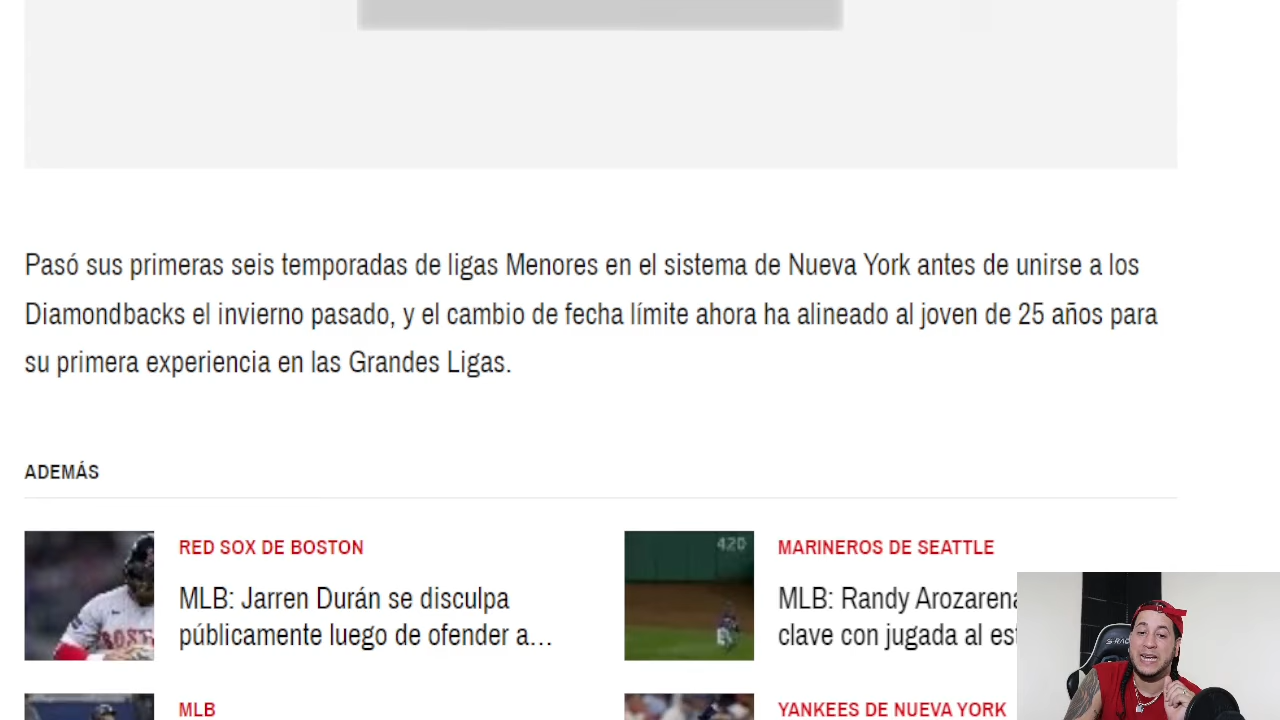 Pasó sus primeras seis temporadas de ligas Menores en el sistema de Nueva York antes de unirse a los
Diamondbacks el invierno pasado, y el cambio de fecha límite ahora ha alineado al joven de 25 años para
su primera experiencia en las Grandes Ligas.
ADEMÁS
RED SOX DE BOSTON
MLB: Jarren Durán se disculpa
públicamente luego de ofender a...
420
MARINEROS DE SEATTLE
MLB: Randy Arozarena
clave con jugada al est
MLB
YANKEES DE NUEVA YORK